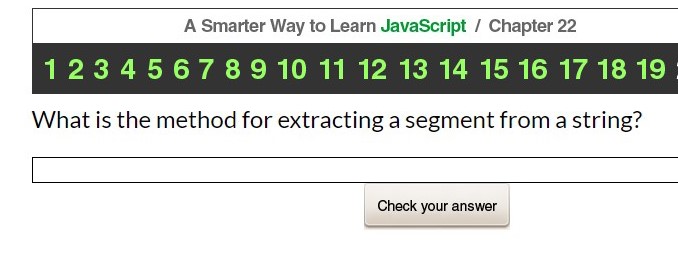 A Smarter Way to Learn JavaScript / Chapter 22
1 2 3 4 5 6 7 8 9 10 11 12 13 14 15 16 17 18 19
What is the method for extracting a segment from a string?
Check your answer